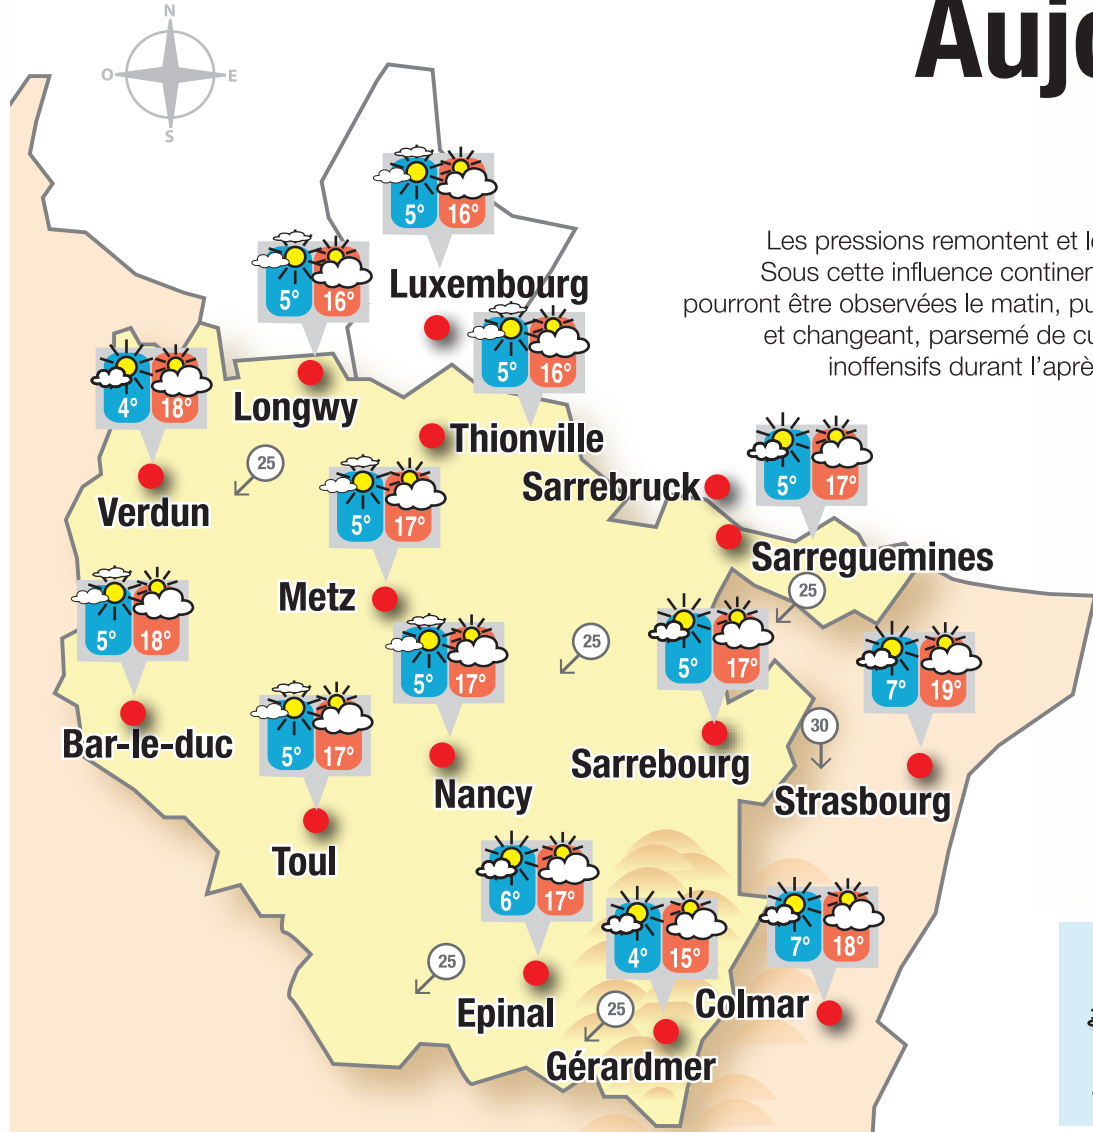 Aujo
N
O
E
S
5° 16°
Luxembourg
Les pressions remontent et l
Sous cette influence
pourront être observées le matin,
et changeant, parsemé de
inoffensifs durant
5° 16°
Longwy
5° 16°
Thionville
4° 18°
Verdun
25
Sarrebruck
5° 17°
Sarreguemines
5° 17°
Metz
25
5° 18°
Bar-le-duc
5° 17°
Nancy
25
5° 17°
Sarrebourg
7° 19°
Strasbourg
30
5° 17°
Toul
6° 17°
Epinal
25
4° 15°
Gérardmer
25
7° 18°
Colmar